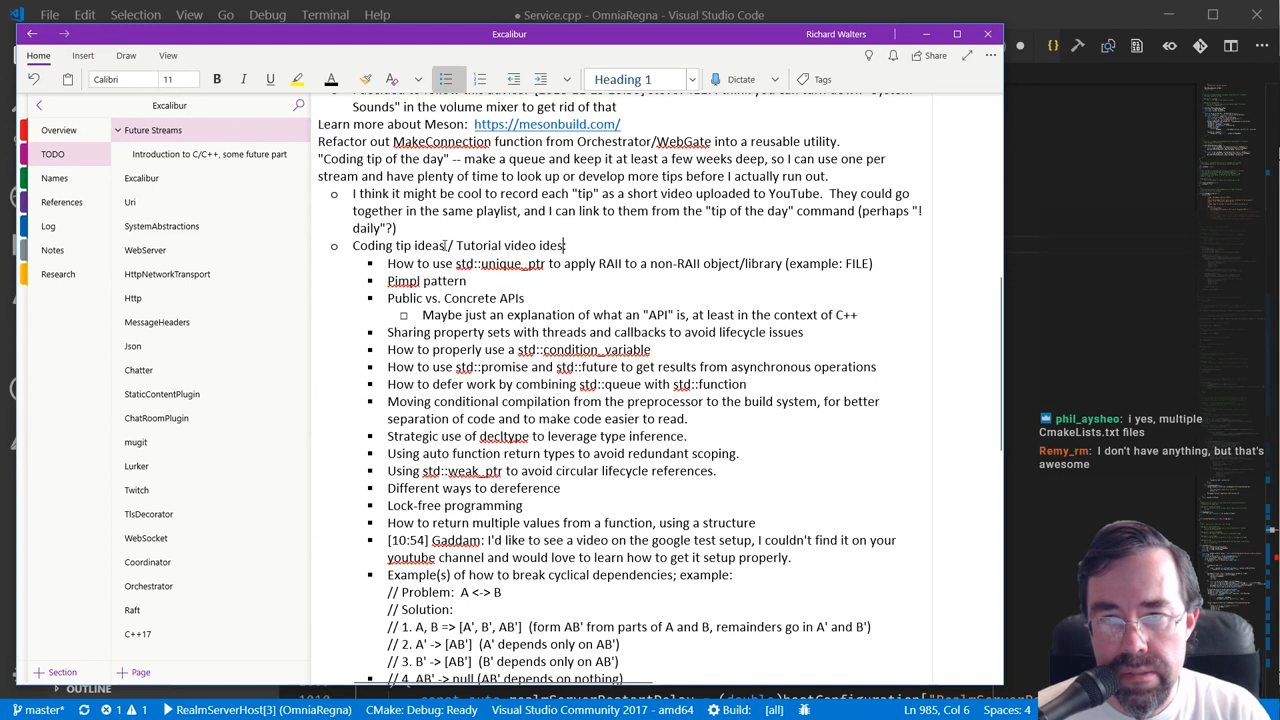 File Edit Selection View Go Debug Terminal Help
● Service.cpp - OmniaRegna - Visual Studio Code
Excalibur
Richard Walters
Home Insert Draw View
Share
Calibri 11 B I U A Heading 1 Dictate Tags
Excalibur
Overview
TODO
Names
References
Log
Notes
Research
Future Streams
Introduction to C/C++, some future part
Excalibur
Uri
SystemAbstractions
WebServer
HttpNetworkTransport
Http
MessageHeaders
Json
Chatter
StaticContentPlugin
ChatRoomPlugin
mugit
Lurker
Twitch
TlsDecorator
WebSocket
Coordinator
Orchestrator
Raft
C++17
+ Section + Page
Sounds" in the volume mixer to get rid of that
Learn more about Meson: https://mesonbuild.com/
Refactor out MakeConnection function from Orchestrator/WebGate into a reusable utility.
"Coding tip of the day" -- make a queue and keep it at least a few weeks deep, so I can use one per
stream and have plenty of time to look up or develop more tips before I actually run out.
o I think it might be cool to have each "tip" be a short video uploaded to YouTube. They could go
together in the same playlist, and I can link to them from the "tip of the day" command (perhaps "!
daily"?)
o Coding tip ideas/ Tutorial video ides:
▪ How to use std::unique_ptr to apply RAII to a non-RAII object/library (example: FILE)
▪ Pimpl pattern
▪ Public vs. Concrete APIs
□ Maybe just an explanation of what an "API" is, at least in the context of C++
▪ Sharing property sets with threads and callbacks to avoid lifecycle issues
▪ How to properly use a std::condition_variable
▪ How to use std::promise and std::future to get results from asynchronous operations
▪ How to defer work by combining std::queue with std::function
▪ Moving conditional compilation from the preprocessor to the build system, for better
separation of code and to make code easier to read.
▪ Strategic use of decltype to leverage type inference.
▪ Using auto function return types to avoid redundant scoping.
▪ Using std::weak_ptr to avoid circular lifecycle references.
▪ Different ways to dereference
▪ Lock-free programming
▪ How to return multiple values from a function, using a structure
▪ [10:54] saddam: I'd like to see a video on the google test setup, I couldn't find it on your
youtube channel and would love to learn how to get it setup properly.
▪ Example(s) of how to break cyclical dependencies; example:
// Problem: A <-> B
// Solution:
// 1. A, B => [A', B', AB'] (form AB' from parts of A and B, remainders go in A' and B')
// 2. A' -> [AB'] (A' depends only on AB')
// 3. B' -> [AB'] (B' depends only on AB')
// 4. AB' -> null (AB' depends on nothing)
phil_aysheo: i yes, multiple
CmakeLists.txt files
Remy_rm: I don't have anything, but that's
awesome
OUTLINE
master* 1 1 RealmServerHost[3] (OmniaRegna) CMake: Debug: Ready Visual Studio Community 2017 - amd64 Build: [all] Ln 985, Col 6 Spaces: 4